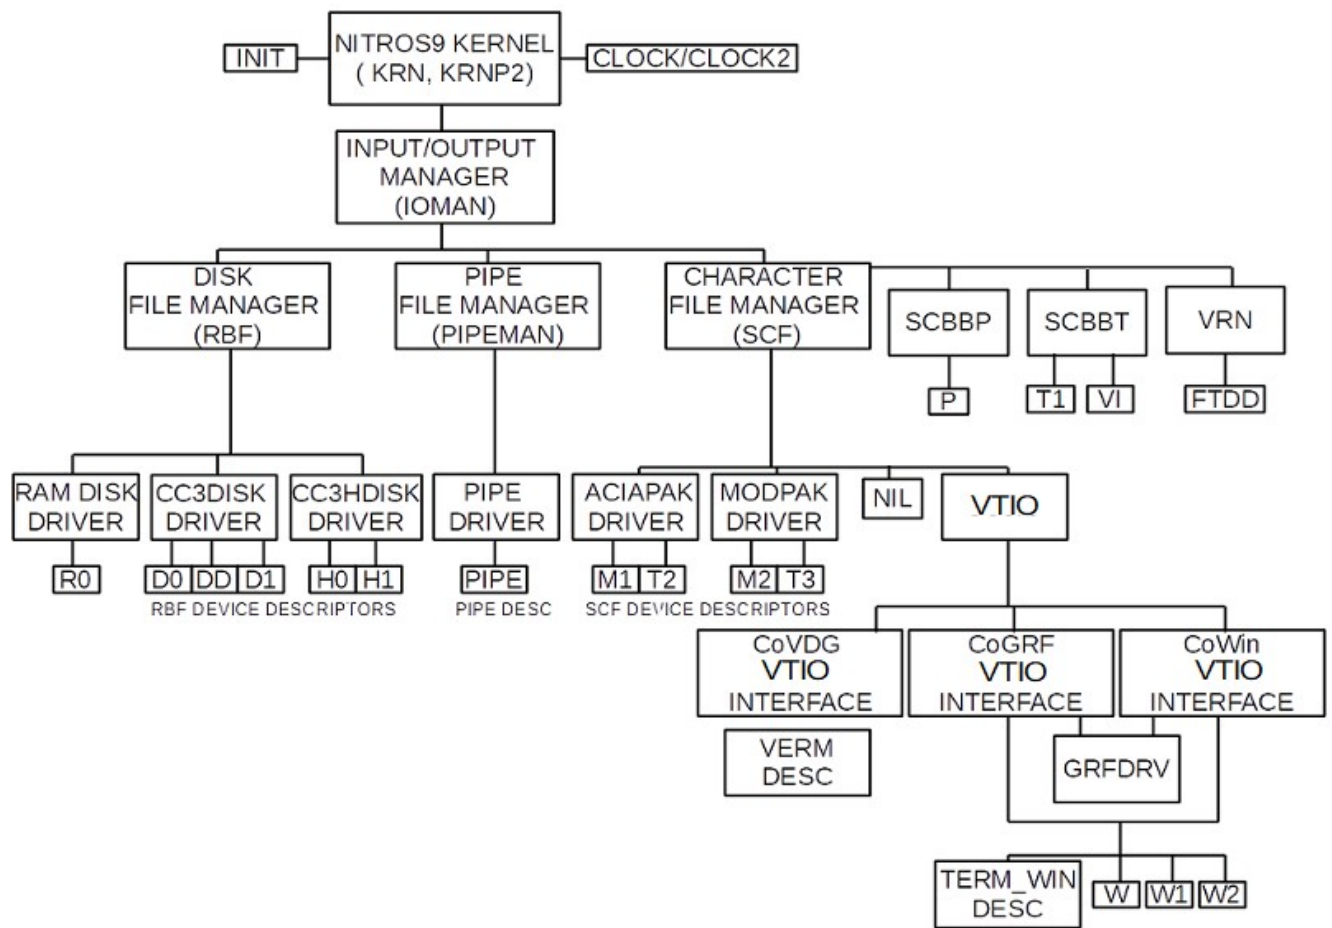 INIT
NITROS9 KERNEL
( KRN, KRNP2)
CLOCK/CLOCK2
INPUT/OUTPUT
MANAGER
(IOMAN)
DISK
FILE MANAGER
(RBF)
PIPE
FILE MANAGER
(PIPEMAN)
CHARACTER
FILE MANAGER
(SCF)
SCBBP
SCBBT
VRN
P
T1
VI
FTDD
RAM DISK
DRIVER
CC3DISK
DRIVER
CC3HDISK
DRIVER
PIPE
DRIVER
ACIAPAK
DRIVER
MODPAK
DRIVER
NIL
VTIO
R0
D0
DD
D1
H0
H1
PIPE
M1
T2
M2
T3
RBF DEVICE DESCRIPTORS
PIPE DESC
SCF DEVICE DESCRIPTORS
CoVDG
VTIO
INTERFACE
CoGRF
VTIO
INTERFACE
CoWin
VTIO
INTERFACE
VERM
DESC
GRFDRV
TERM_WIN
DESC
W
W1
W2